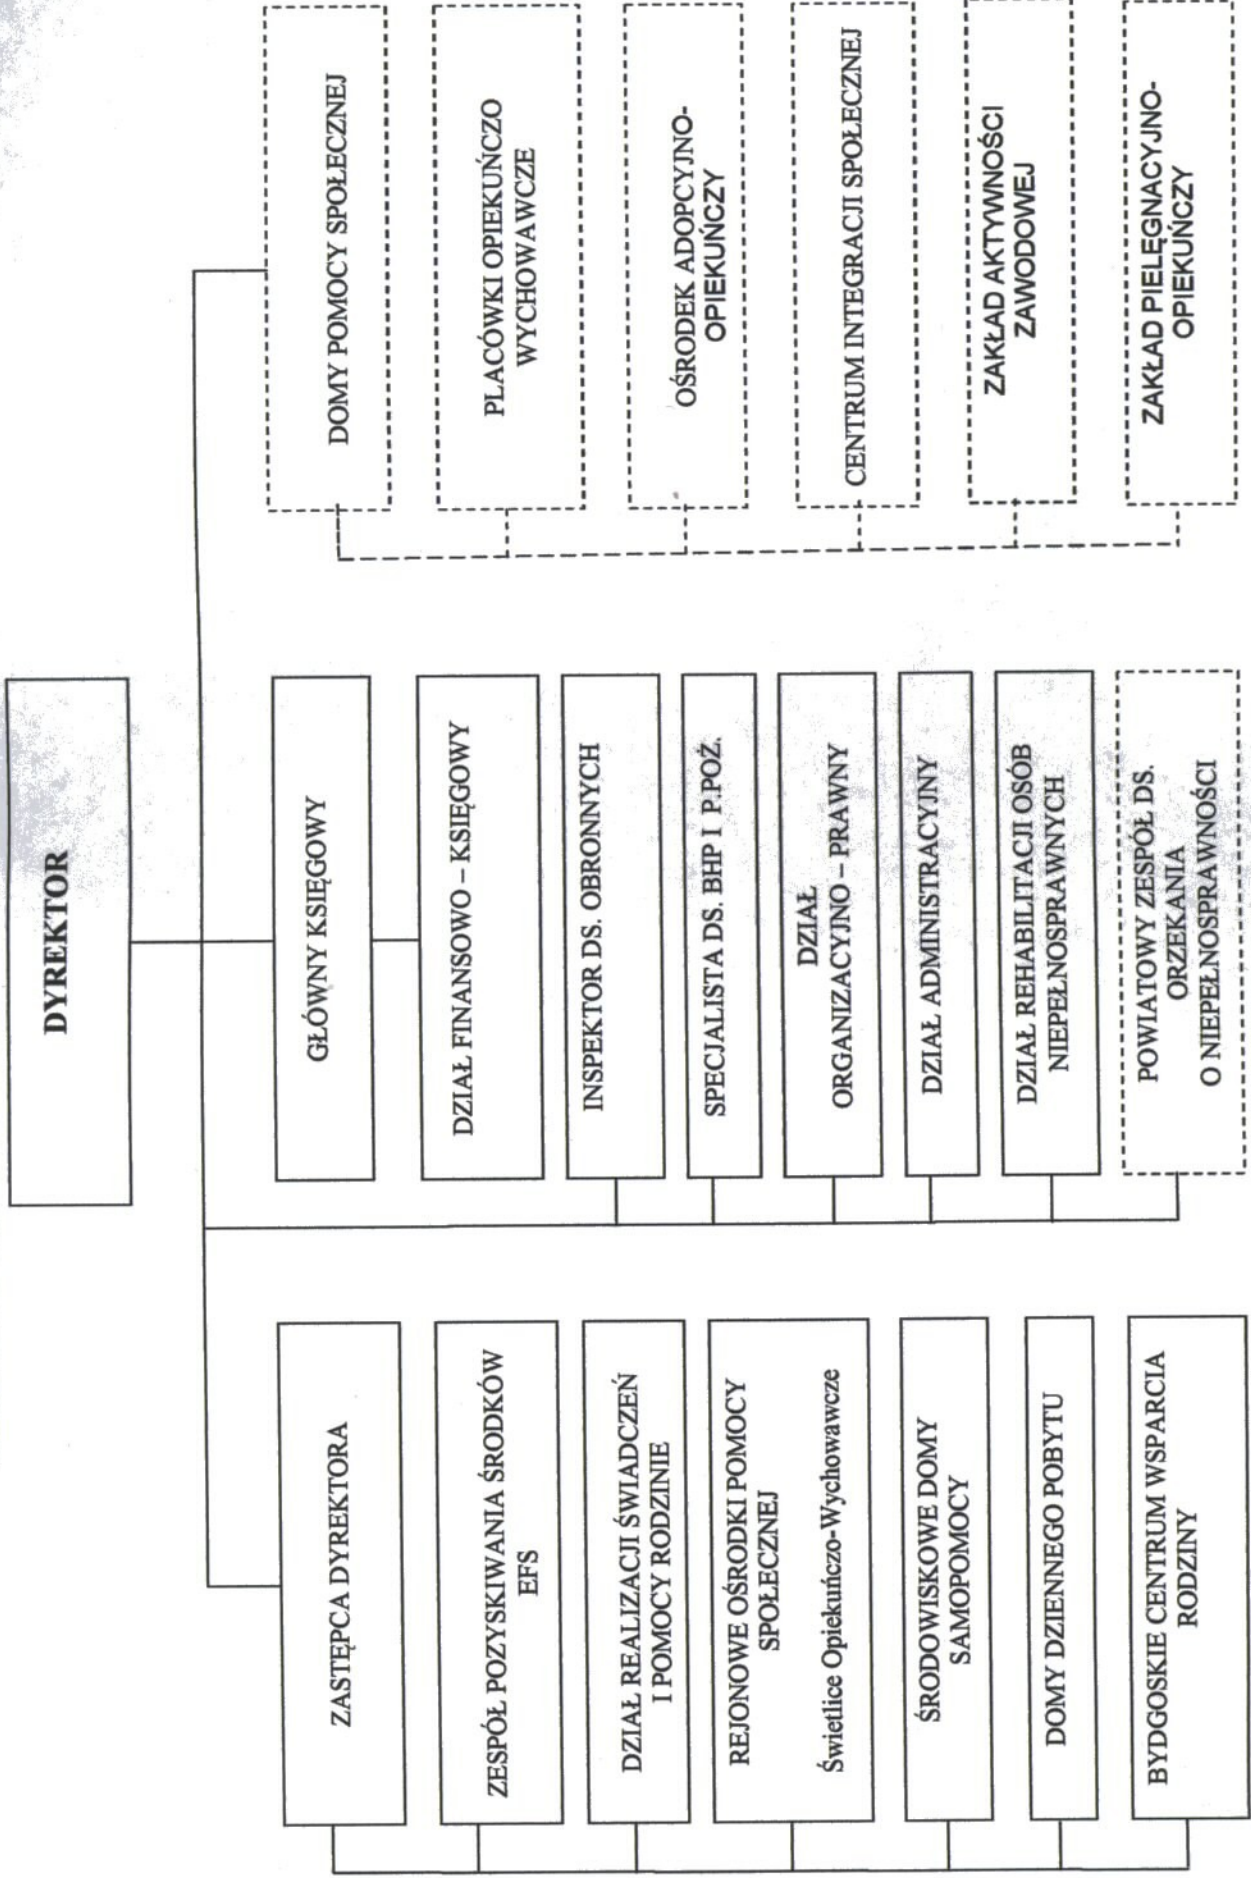 DYREKTOR
ZASTĘPCA DYREKTORA
ZESPÓŁ POZYSKIWANIA ŚRODKÓW
EFS
DZIAŁ REALIZACJI ŚWIADCZEŃ
I POMOCY RODZINIE
REJONOWE OŚRODKI POMOCY
SPOŁECZNEJ
Świetlice Opiekuńczo-Wychowawcze
ŚRODOWISKOWE DOMY
SAMOPOMOCY
DOMY DZIENNEGO POBYTU
BYDGOSKIE CENTRUM WSPARCIA
RODZINY
GŁÓWNY KSIĘGOWY
DZIAŁ FINANSOWO – KSIĘGOWY
INSPEKTOR DS. OBRONNYCH
SPECJALISTA DS. BHP I P.POŻ.
DZIAŁ
ORGANIZACYJNO – PRAWNY
DZIAŁ ADMINISTRACYJNY
DZIAŁ REHABILITACJI OSÓB
NIEPEŁNOSPRAWNYCH
POWIATOWY ZESPÓŁ DS.
ORZEKANIA
O NIEPEŁNOSPRAWNOŚCI
DOMY POMOCY SPOŁECZNEJ
PLACÓWKI OPIEKUŃCZO
WYCHOWAWCZE
OŚRODEK ADOPCYJNO-
OPIEKUŃCZY
CENTRUM INTEGRACJI SPOŁECZNEJ
ZAKŁAD AKTYWNOŚCI
ZAWODOWEJ
ZAKŁAD PIELĘGNACYJNO-
OPIEKUŃCZY